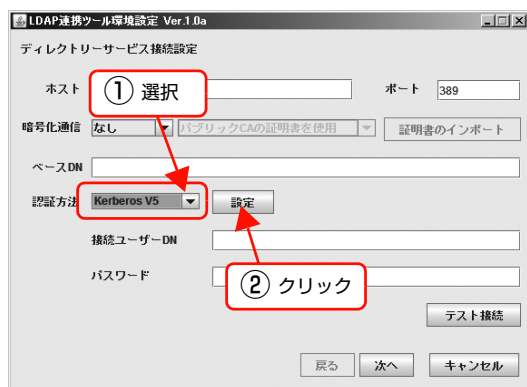 LDAP連携ツール環境設定 Ver.1.0a
ディレクトリーサービス接続設定
ホスト ① 選択 ポート 389
暗号化通信 なし パブリックCAの証明書を使用 証明書のインポート
ベースDN
認証方法 Kerberos V5 設定
接続ユーザーDN
パスワード ② クリック
テスト接続
戻る 次へ キャンセル